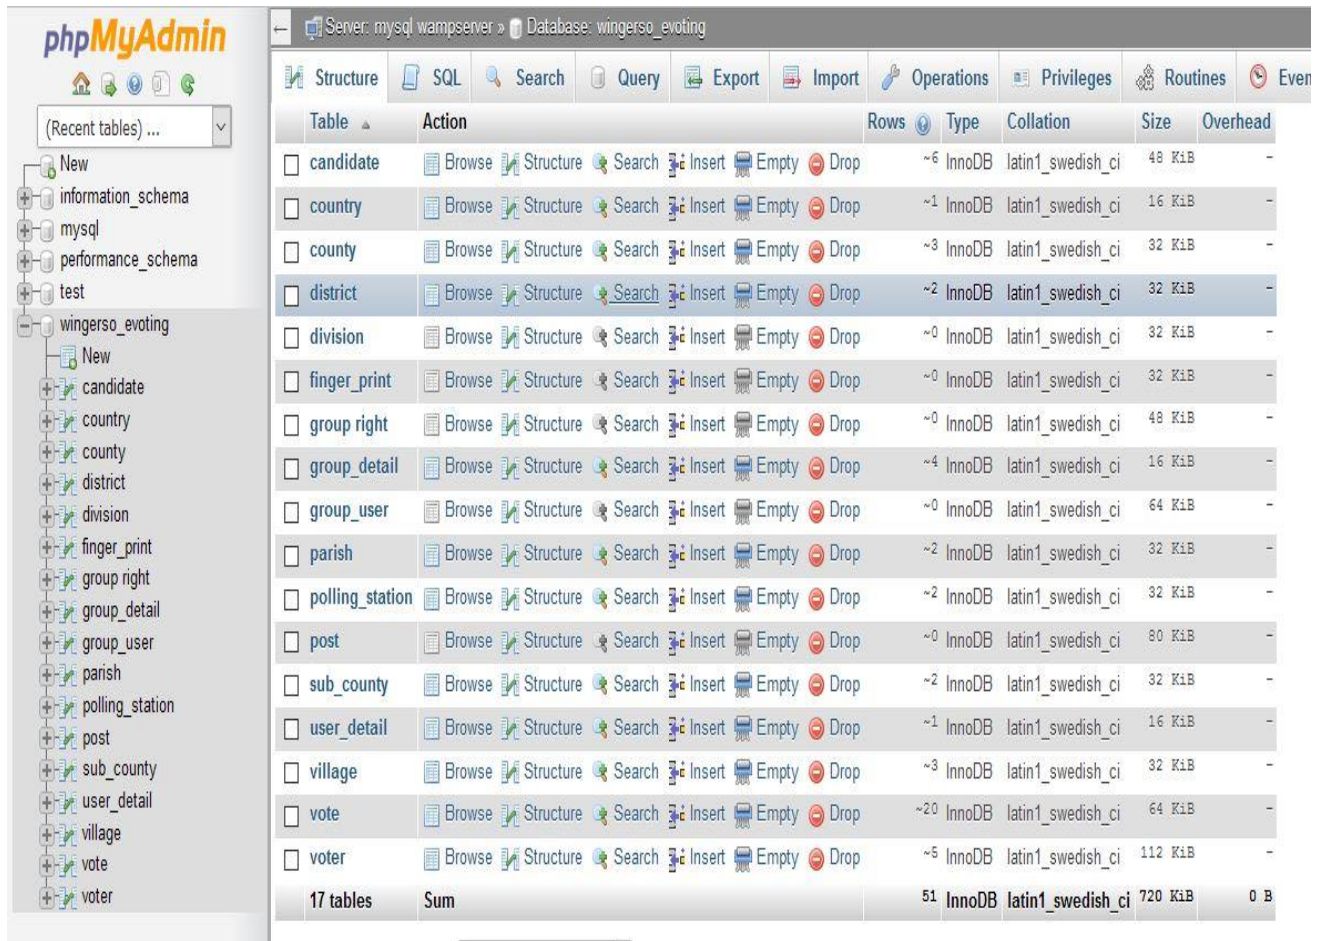 phpMyAdmin
(Recent tables) ...
New
information_schema
mysql
performance_schema
test
wingerso_evoting
New
candidate
country
county
district
division
finger_print
group right
group_detail
group_user
parish
polling_station
post
sub_county
user_detail
village
vote
voter
← Server: mysql wampserver » Database: wingerso_evoting
Structure SQL Search Query Export Import Operations Privileges Routines Even
Table Action Rows Type Collation Size Overhead
candidate Browse Structure Search Insert Empty Drop ~6 InnoDB latin1_swedish_ci 48 KiB -
country Browse Structure Search Insert Empty Drop ~1 InnoDB latin1_swedish_ci 16 KiB -
county Browse Structure Search Insert Empty Drop ~3 InnoDB latin1_swedish_ci 32 KiB -
district Browse Structure Search Insert Empty Drop ~2 InnoDB latin1_swedish_ci 32 KiB -
division Browse Structure Search Insert Empty Drop ~0 InnoDB latin1_swedish_ci 32 KiB -
finger_print Browse Structure Search Insert Empty Drop ~0 InnoDB latin1_swedish_ci 32 KiB -
group right Browse Structure Search Insert Empty Drop ~0 InnoDB latin1_swedish_ci 48 KiB -
group_detail Browse Structure Search Insert Empty Drop ~4 InnoDB latin1_swedish_ci 16 KiB -
group_user Browse Structure Search Insert Empty Drop ~0 InnoDB latin1_swedish_ci 64 KiB -
parish Browse Structure Search Insert Empty Drop ~2 InnoDB latin1_swedish_ci 32 KiB -
polling_station Browse Structure Search Insert Empty Drop ~2 InnoDB latin1_swedish_ci 32 KiB -
post Browse Structure Search Insert Empty Drop ~0 InnoDB latin1_swedish_ci 80 KiB -
sub_county Browse Structure Search Insert Empty Drop ~2 InnoDB latin1_swedish_ci 32 KiB -
user_detail Browse Structure Search Insert Empty Drop ~1 InnoDB latin1_swedish_ci 16 KiB -
village Browse Structure Search Insert Empty Drop ~3 InnoDB latin1_swedish_ci 32 KiB -
vote Browse Structure Search Insert Empty Drop ~20 InnoDB latin1_swedish_ci 64 KiB -
voter Browse Structure Search Insert Empty Drop ~5 InnoDB latin1_swedish_ci 112 KiB -
17 tables Sum 51 InnoDB latin1_swedish_ci 720 KiB 0 B